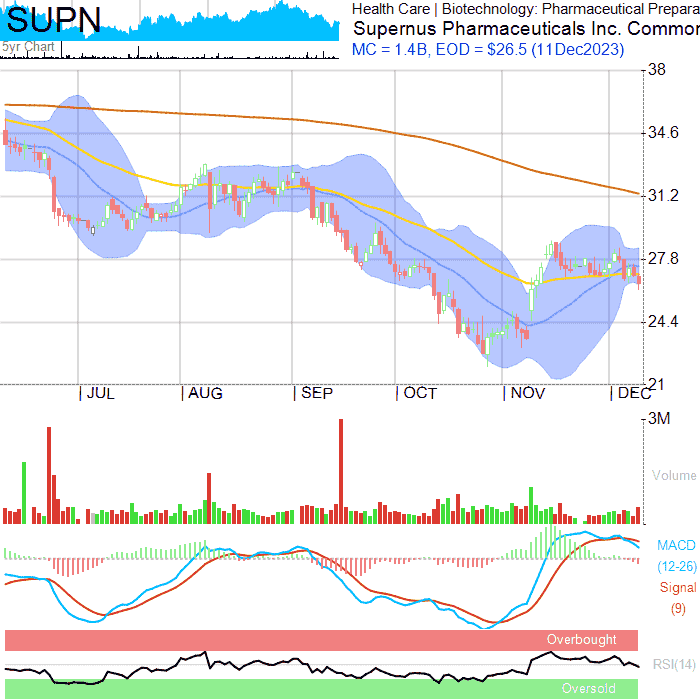 SUPN
5yr Chart
Health Care | Biotechnology: Pharmaceutical Prepara
Supernus Pharmaceuticals Inc. Common
MC = 1.4B, EOD = $26.5 (11Dec2023)
38
34.6
31.2
27.8
24.4
21
JUL AUG SEP OCT NOV DEC
3M
Volume
MACD
(12-26)
Signal
(9)
Overbought
RSI(14)
Oversold